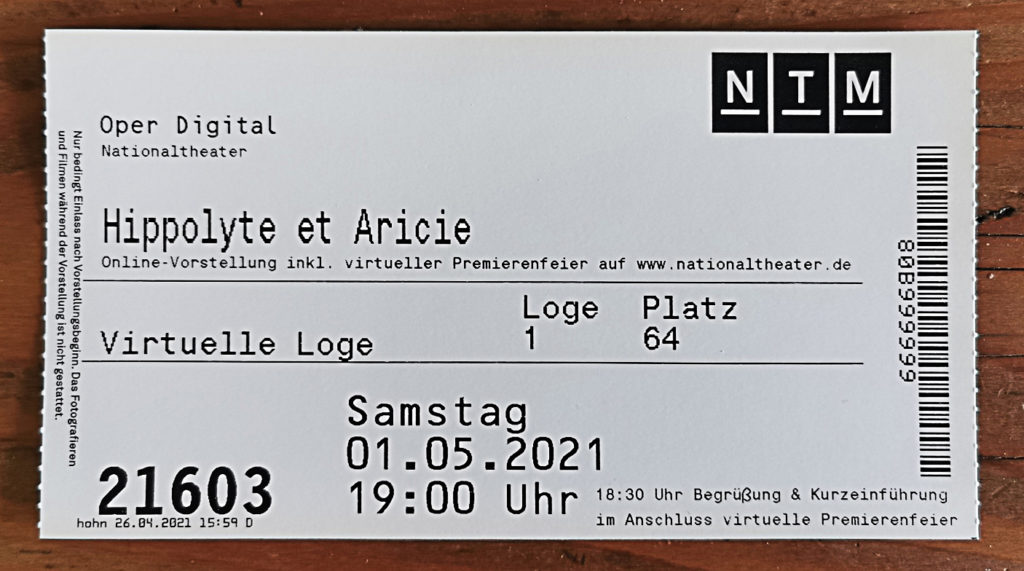 NTM
Oper Digital
Nationaltheater
Hippolyte et Aricie
Online-Vorstellung inkl. virtueller Premierenfeier auf www.nationaltheater.de
Loge Platz
Virtuelle Loge 1 64
Samstag
01.05.2021
19:00 Uhr
18:30 Uhr Begrüßung & Kurzeinführung
im Anschluss virtuelle Premierenfeier
21603
hahn 26.04.2021 15:59 D
Nur bedingt Einlass nach Vorstellungsbeginn. Das Fotografieren
und Filmen während der Vorstellung ist nicht gestattet.